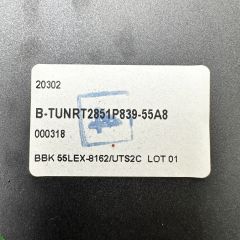 20302
B-TUNRT2851P839-55A8
000318
BBK 55LEX-8162/UTS2C LOT 01